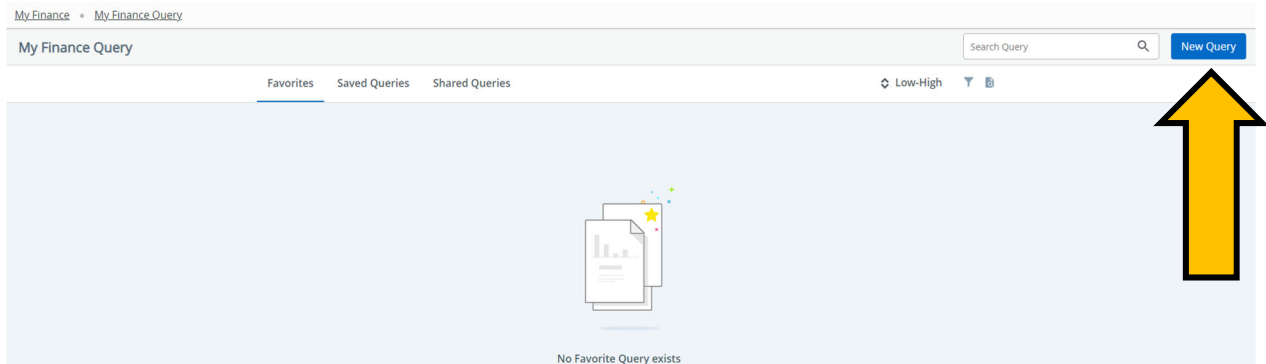 My Finance • My Finance Query
My Finance Query
Search Query
New Query
Favorites Saved Queries Shared Queries Low-High
No Favorite Query exists